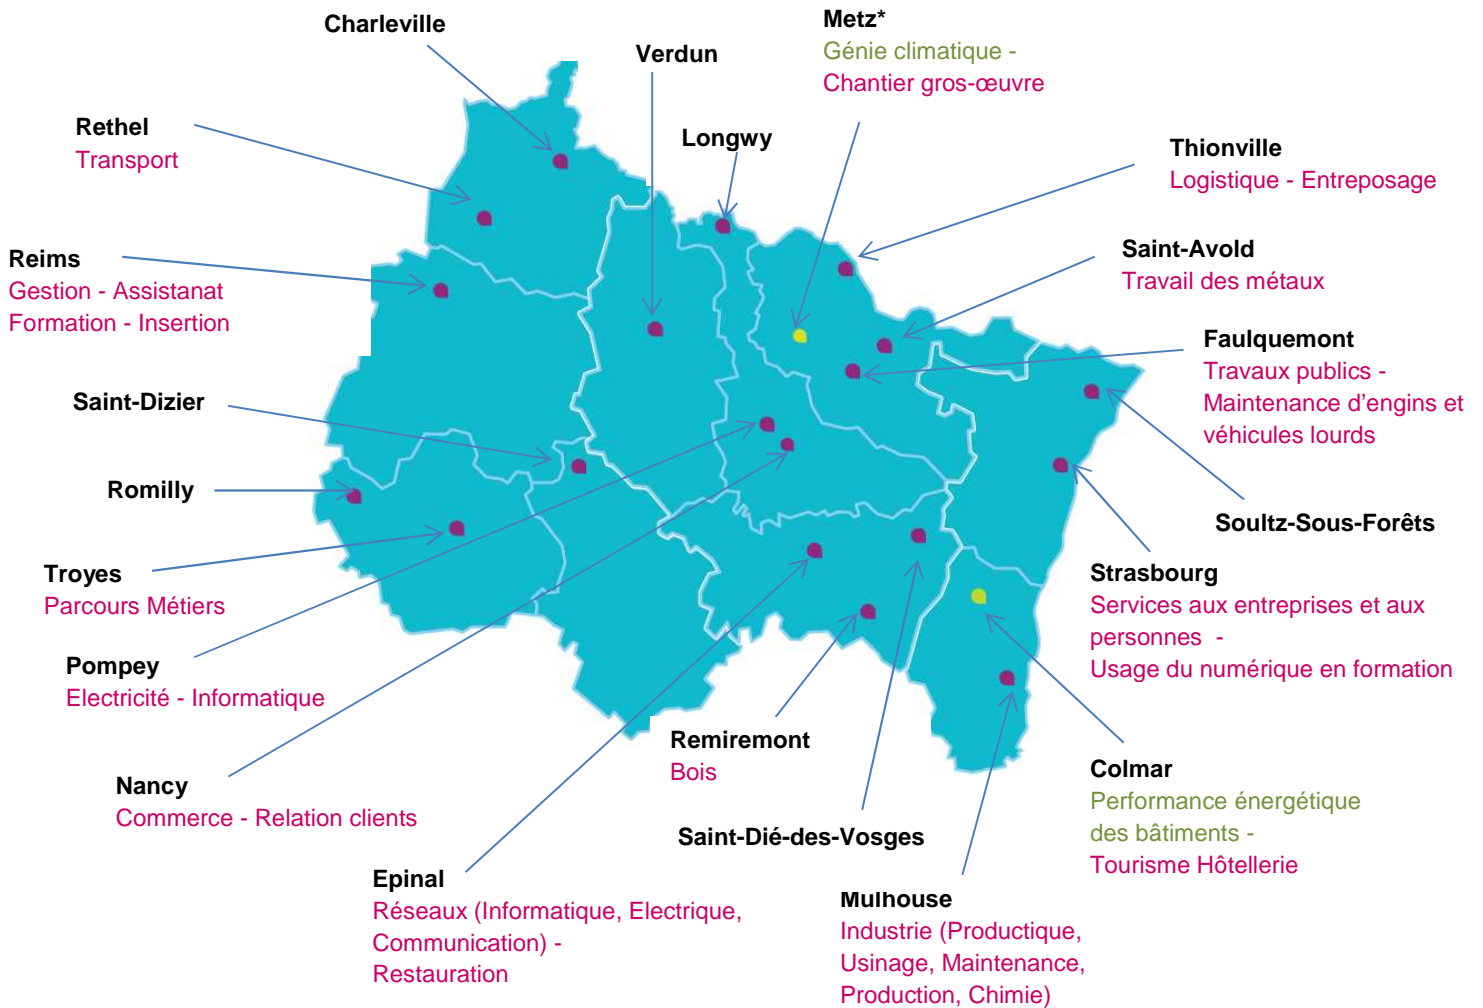 Charleville
Verdun
Metz*
Génie climatique -
Chantier gros-œuvre
Rethel
Transport
Longwy
Thionville
Logistique - Entreposage
Reims
Gestion - Assistanat
Formation - Insertion
Saint-Avold
Travail des métaux
Faulquemont
Travaux publics -
Maintenance d'engins et
véhicules lourds
Saint-Dizier
Romilly
Soultz-Sous-Forêts
Troyes
Parcours Métiers
Strasbourg
Services aux entreprises et aux
personnes -
Usage du numérique en formation
Pompey
Electricité - Informatique
Remiremont
Bois
Nancy
Commerce - Relation clients
Colmar
Performance énergétique
des bâtiments -
Tourisme Hôtellerie
Saint-Dié-des-Vosges
Epinal
Réseaux (Informatique, Electrique,
Communication) -
Restauration
Mulhouse
Industrie (Productique,
Usinage, Maintenance,
Production, Chimie)